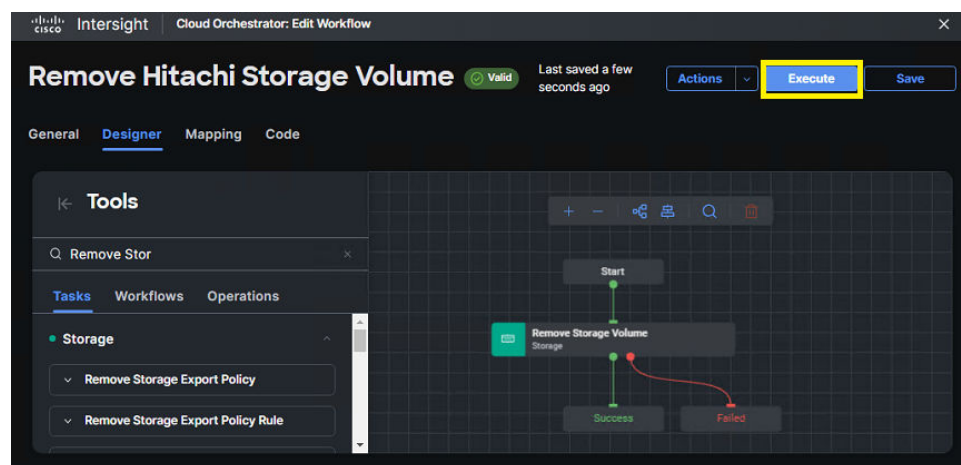 cisco Intersight Cloud Orchestrator: Edit Workflow
Remove Hitachi Storage Volume Valid Last saved a few seconds ago Actions Execute Save
General Designer Mapping Code
Tools
Remove Stor
Tasks Workflows Operations
Storage
Remove Storage Export Policy
Remove Storage Export Policy Rule
Start
Remove Storage Volume
Storage
Success Failed